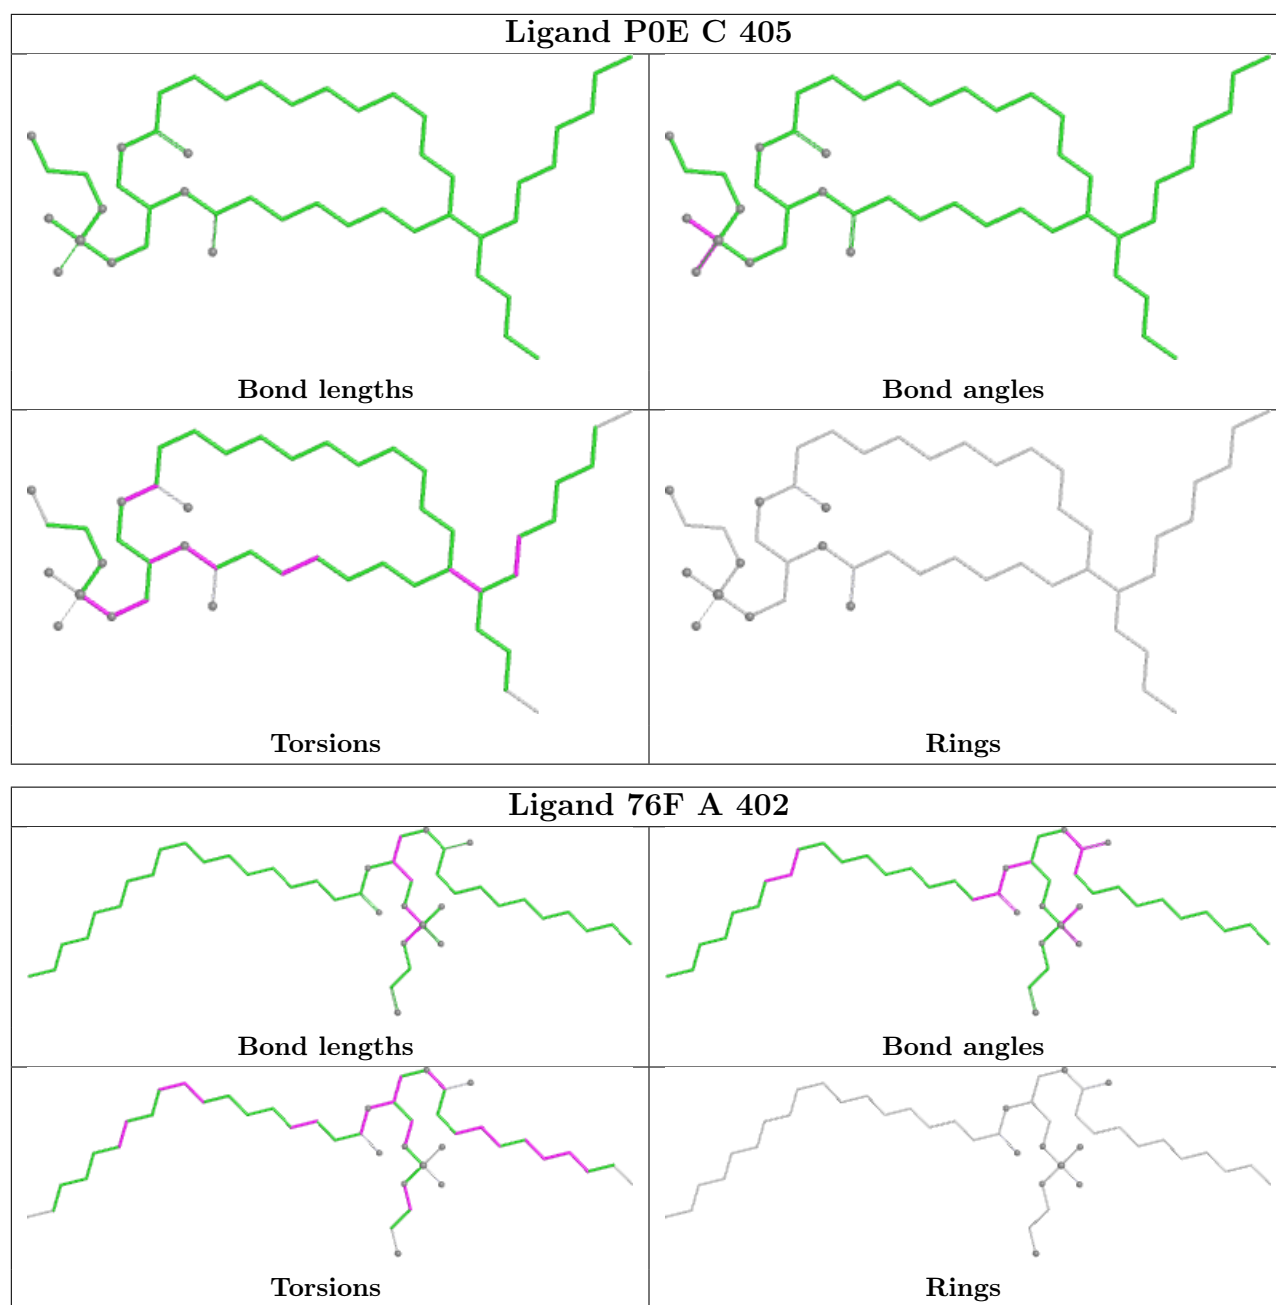 Ligand P0E C 405
Bond lengths
Bond angles
Torsions
Rings
Ligand 76F A 402
Bond lengths
Bond angles
Torsions
Rings